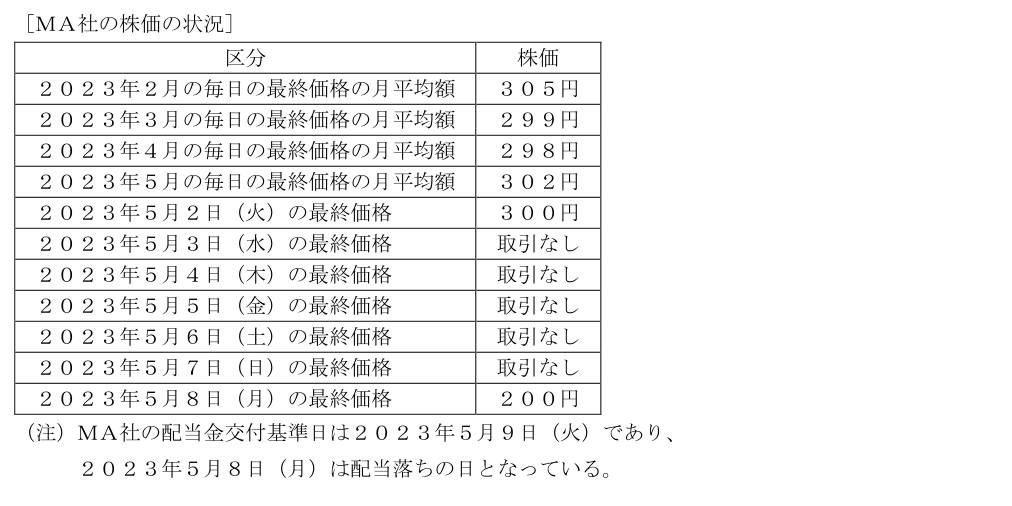 ［ＭＡ社の株価の状況］
区分 株価
２０２３年２月の毎日の最終価格の月平均額 ３０５円
２０２３年３月の毎日の最終価格の月平均額 ２９９円
２０２３年４月の毎日の最終価格の月平均額 ２９８円
２０２３年５月の毎日の最終価格の月平均額 ３０２円
２０２３年５月２日（火）の最終価格 ３００円
２０２３年５月３日（水）の最終価格 取引なし
２０２３年５月４日（木）の最終価格 取引なし
２０２３年５月５日（金）の最終価格 取引なし
２０２３年５月６日（土）の最終価格 取引なし
２０２３年５月７日（日）の最終価格 取引なし
２０２３年５月８日（月）の最終価格 ２００円
（注）ＭＡ社の配当金交付基準日は２０２３年５月９日（火）であり、
２０２３年５月８日（月）は配当落ちの日となっている。